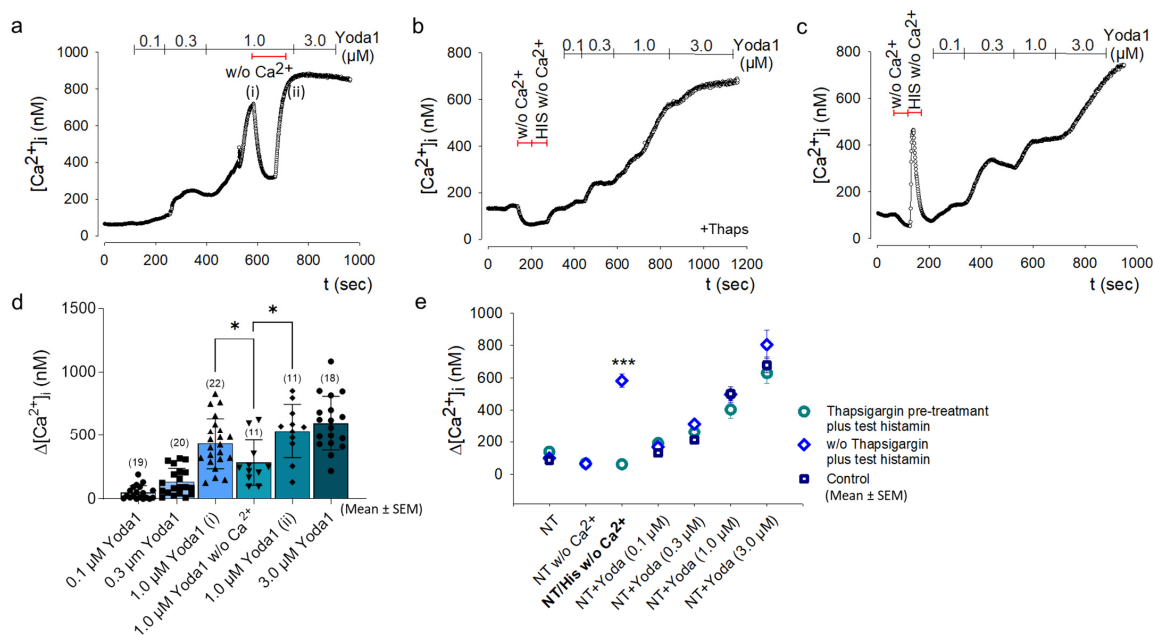 a
0.1 0.3 1.0 3.0 Yoda1
(µM)
w/o Ca2+
(i) (ii)
1000
800
600
400
200
0
[Ca2+]i (nM)
0 200 400 600 800 1000
t (sec)
b
w/o Ca2+
HIS w/o Ca2+
0.1 0.3 1.0 3.0 Yoda1
(µM)
800
600
400
200
0
[Ca2+]i (nM)
+Thaps
0 200 400 600 800 1000 1200
t (sec)
c
w/o Ca2+
HIS w/o Ca2+
0.1 0.3 1.0 3.0 Yoda1
(µM)
800
600
400
200
0
[Ca2+]i (nM)
0 200 400 600 800 1000
t (sec)
d
1500
1000
500
0
Δ[Ca2+]i (nM)
*
*
(19)
(20)
(22)
(11)
(11)
(18)
(Mean ± SEM)
0.1 µM Yoda1
0.3 µm Yoda1
1.0 µM Yoda1 (i)
1.0 µM Yoda1 w/o Ca2+
1.0 µM Yoda1 (ii)
3.0 µM Yoda1
e
1000
800
600
400
200
0
Δ[Ca2+]i (nM)
***
NT
NT w/o Ca2+
NT/His w/o Ca2+
NT+Yoda (0.1 µM)
NT+Yoda (0.3 µM)
NT+Yoda (1.0 µM)
NT+Yoda (3.0 µM)
Thapsigargin pre-treatmant
plus test histamin
w/o Thapsigargin
plus test histamin
Control
(Mean ± SEM)